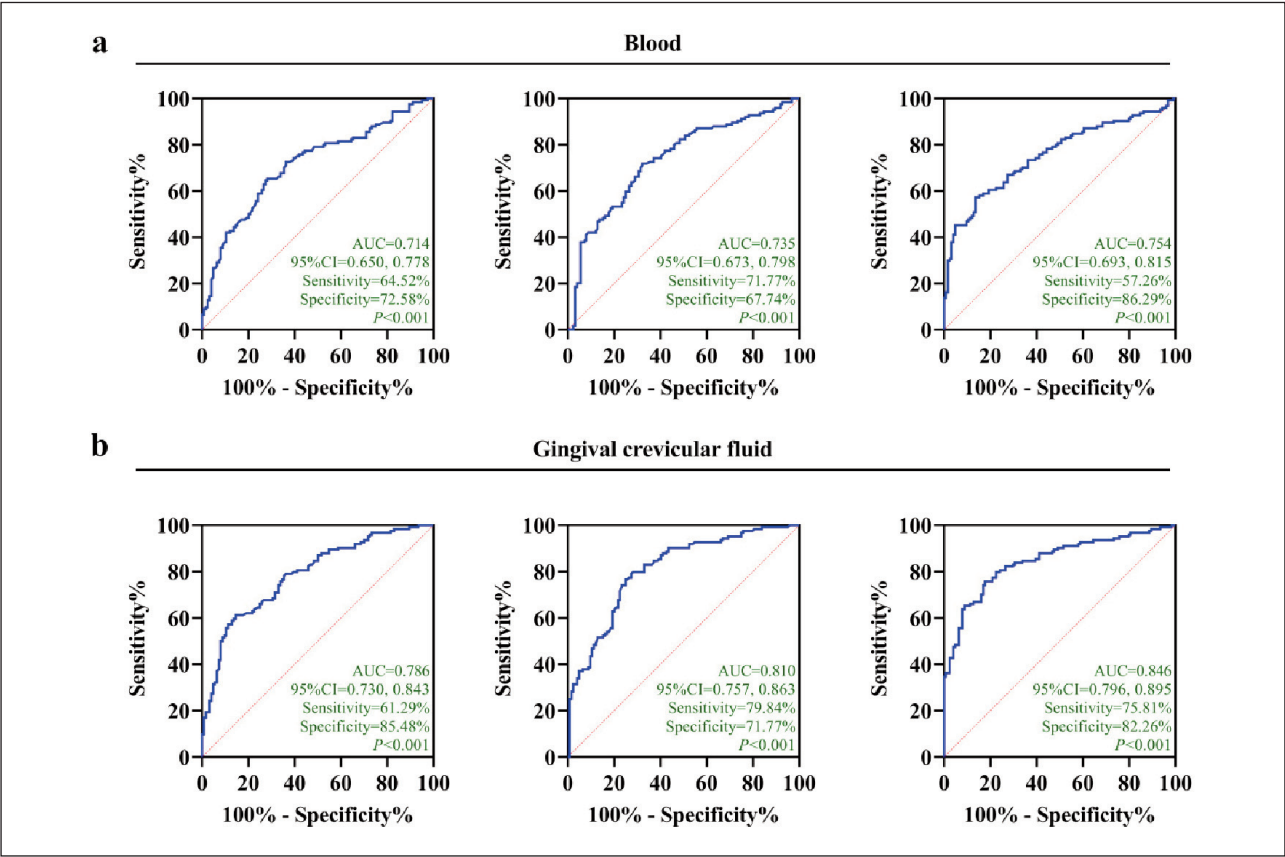 a
Blood
100
80
60
40
20
0
Sensitivity%
AUC=0.714
95%CI=0.650, 0.778
Sensitivity=64.52%
Specificity=72.58%
P<0.001
0 20 40 60 80 100
100% - Specificity%
100
80
60
40
20
0
Sensitivity%
AUC=0.735
95%CI=0.673, 0.798
Sensitivity=71.77%
Specificity=67.74%
P<0.001
0 20 40 60 80 100
100% - Specificity%
100
80
60
40
20
0
Sensitivity%
AUC=0.754
95%CI=0.693, 0.815
Sensitivity=57.26%
Specificity=86.29%
P<0.001
0 20 40 60 80 100
100% - Specificity%
b
Gingival crevicular fluid
100
80
60
40
20
0
Sensitivity%
AUC=0.786
95%CI=0.730, 0.843
Sensitivity=61.29%
Specificity=85.48%
P<0.001
0 20 40 60 80 100
100% - Specificity%
100
80
60
40
20
0
Sensitivity%
AUC=0.810
95%CI=0.757, 0.863
Sensitivity=79.84%
Specificity=71.77%
P<0.001
0 20 40 60 80 100
100% - Specificity%
100
80
60
40
20
0
Sensitivity%
AUC=0.846
95%CI=0.796, 0.895
Sensitivity=75.81%
Specificity=82.26%
P<0.001
0 20 40 60 80 100
100% - Specificity%